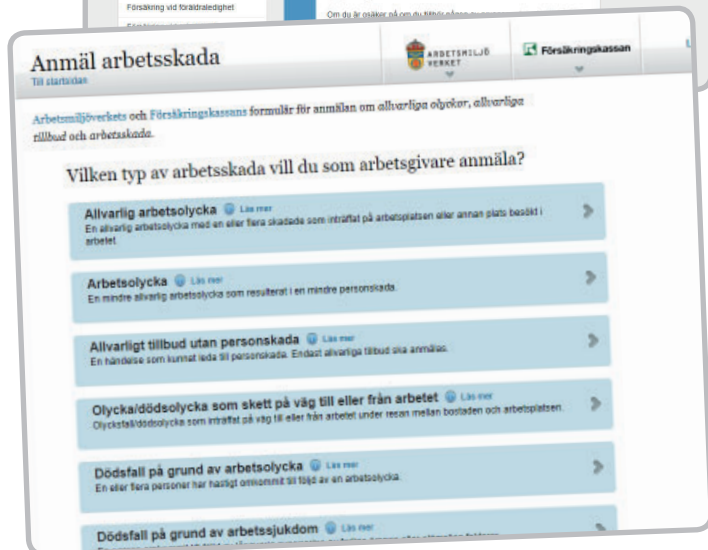 Försäkring vid föräldraledighet
Om du är osäker på om du tillhör någon av
Anmäl arbetsskada
Till startsidan
ARBETSMILJÖ
VERKET
Försäkringskassan
L
Arbetsmiljöverkets och Försäkringskassans formulär för anmälan om allvarliga olyckor, allvarliga
tillbud och arbetsskada.
Vilken typ av arbetsskada vill du som arbetsgivare anmäla?
Allvarlig arbetsolycka Läs mer
En allvarlig arbetsolycka med en eller flera skadade som inträffat på arbetsplatsen eller annan plats besökt i
arbetet.
Arbetsolycka Läs mer
En mindre allvarlig arbetsolycka som resulterat i en mindre personskada.
Allvarligt tillbud utan personskada Läs mer
En händelse som kunnat leda till personskada. Endast allvarliga tillbud ska anmälas.
Olycka/dödsolycka som skett på väg till eller från arbetet Läs mer
Olycksfall/dödsolycka som inträffat på väg till eller från arbetet under resan mellan bostaden och arbetsplatsen.
Dödsfall på grund av arbetsolycka Läs mer
En eller flera personer har hastigt omkommit till följd av en arbetsolycka.
Dödsfall på grund av arbetssjukdom Läs mer